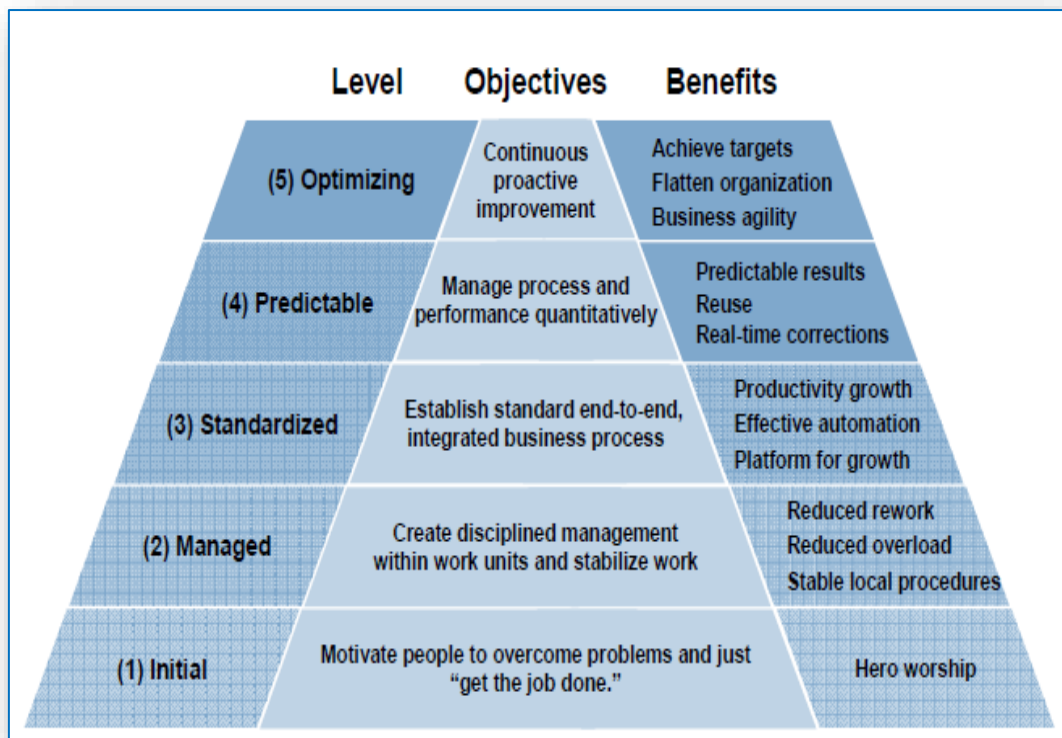 Level Objectives Benefits
(5) Optimizing
Continuous
proactive
improvement
Achieve targets
Flatten organization
Business agility
(4) Predictable
Manage process and
performance quantitatively
Predictable results
Reuse
Real-time corrections
(3) Standardized
Establish standard end-to-end,
integrated business process
Productivity growth
Effective automation
Platform for growth
(2) Managed
Create disciplined management
within work units and stabilize work
Reduced rework
Reduced overload
Stable local procedures
(1) Initial
Motivate people to overcome problems and just
“get the job done.”
Hero worship